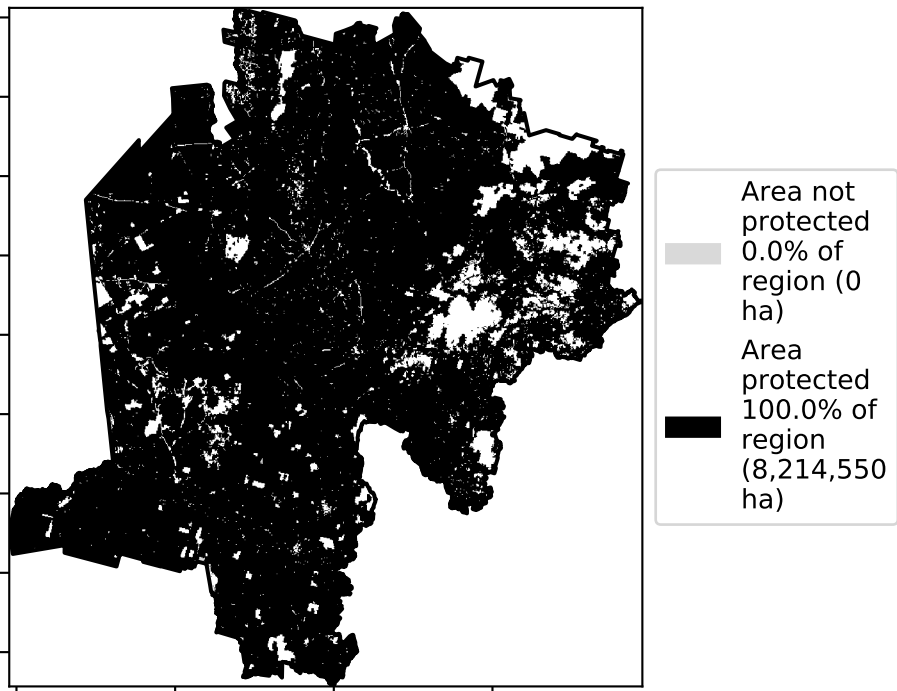 Area not
protected
0.0% of
region (0
ha)
Area
protected
100.0% of
region
(8,214,550
ha)